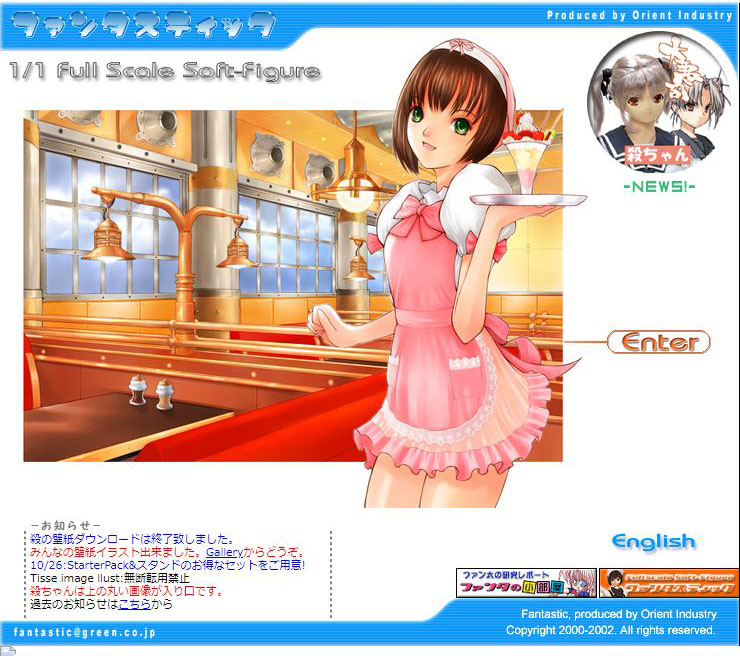 ファンタスティック
Produced by Orient Industry
1/1 Full Scale Soft-Figure
殺ちゃん
-NEWS!-
Enter
－お知らせ－
殺の壁紙ダウンロードは終了致しました。
みんなの壁紙イラスト出来ました。Galleryからどうぞ。
10/26:StarterPack&スタンドのお得なセットをご用意!
Tisse image llust:無断転用禁止
殺ちゃんは上の丸い画像が入り口です。
過去のお知らせはこちらから
English
ファン太の研究レポート
ファンタの小部屋
Fullscale Soft-Figure
ファンタスティック
Fantastic, produced by Orient Industry.
Copyright 2000-2002. All rights reserved.
fantastic@green.co.jp